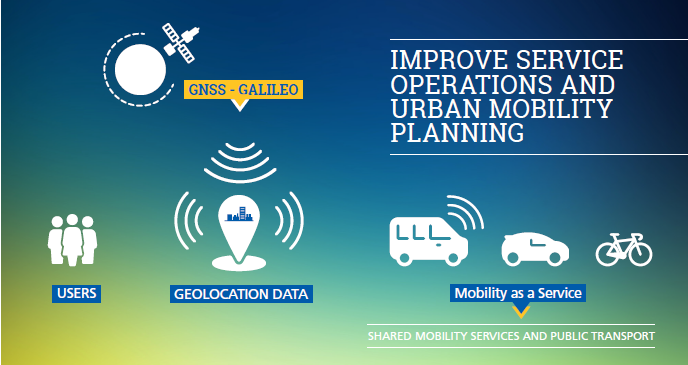 GNSS - GALILEO
IMPROVE SERVICE
OPERATIONS AND
URBAN MOBILITY
PLANNING
USERS
GEOLOCATION DATA
Mobility as a Service
SHARED MOBILITY SERVICES AND PUBLIC TRANSPORT